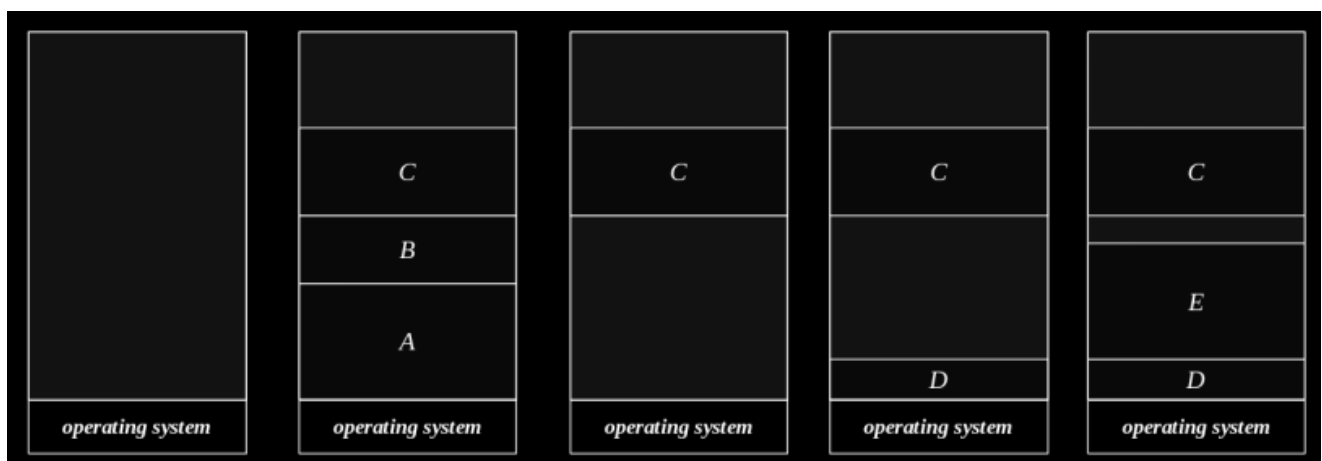 operating system
C
B
A
operating system
C
operating system
C
D
operating system
C
E
D
operating system